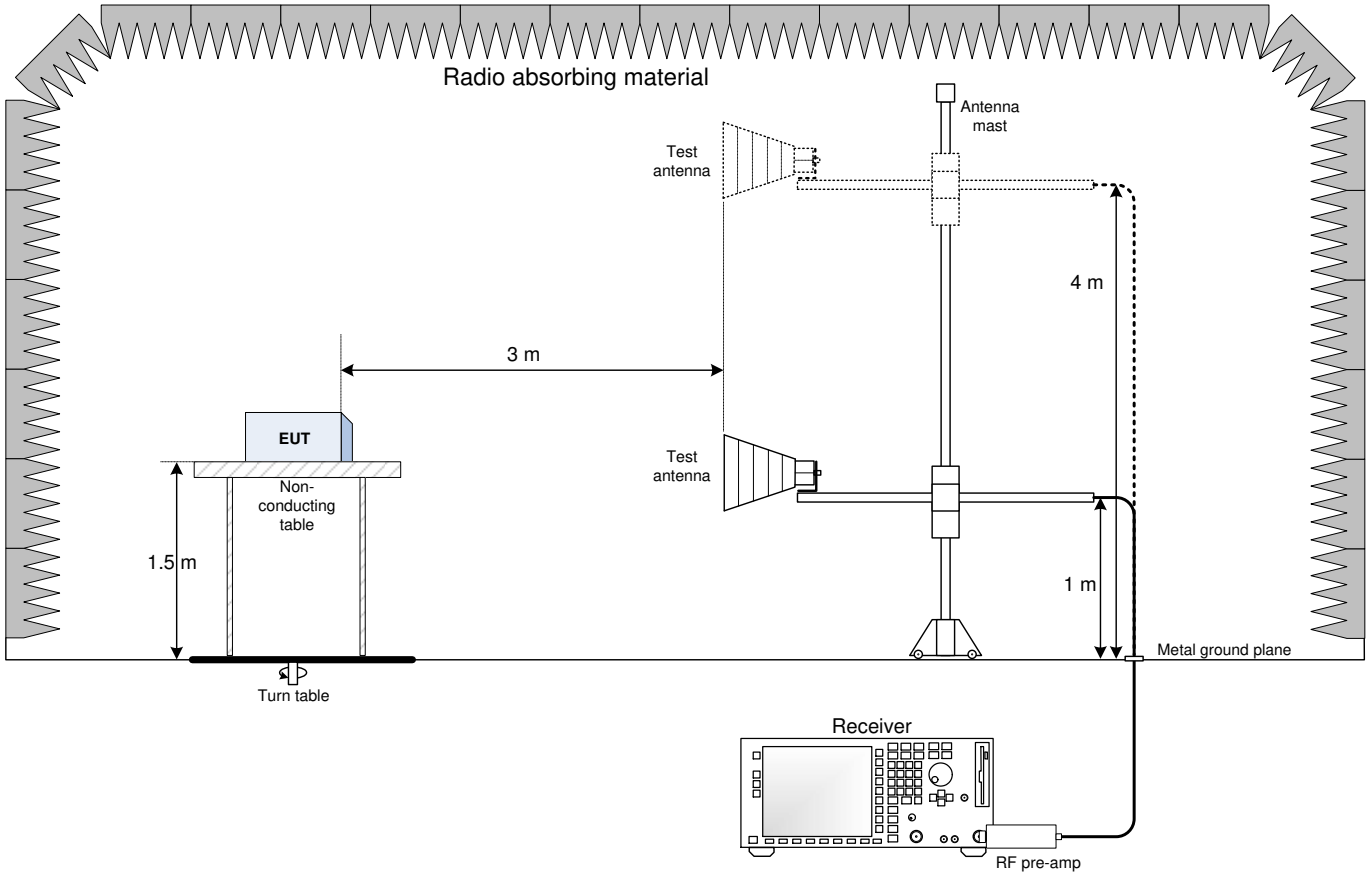 Radio absorbing material
Antenna
mast
Test
antenna
4 m
3 m
EUT
Test
antenna
Non-
conducting
table
1.5 m
1 m
Metal ground plane
Turn table
Receiver
RF pre-amp